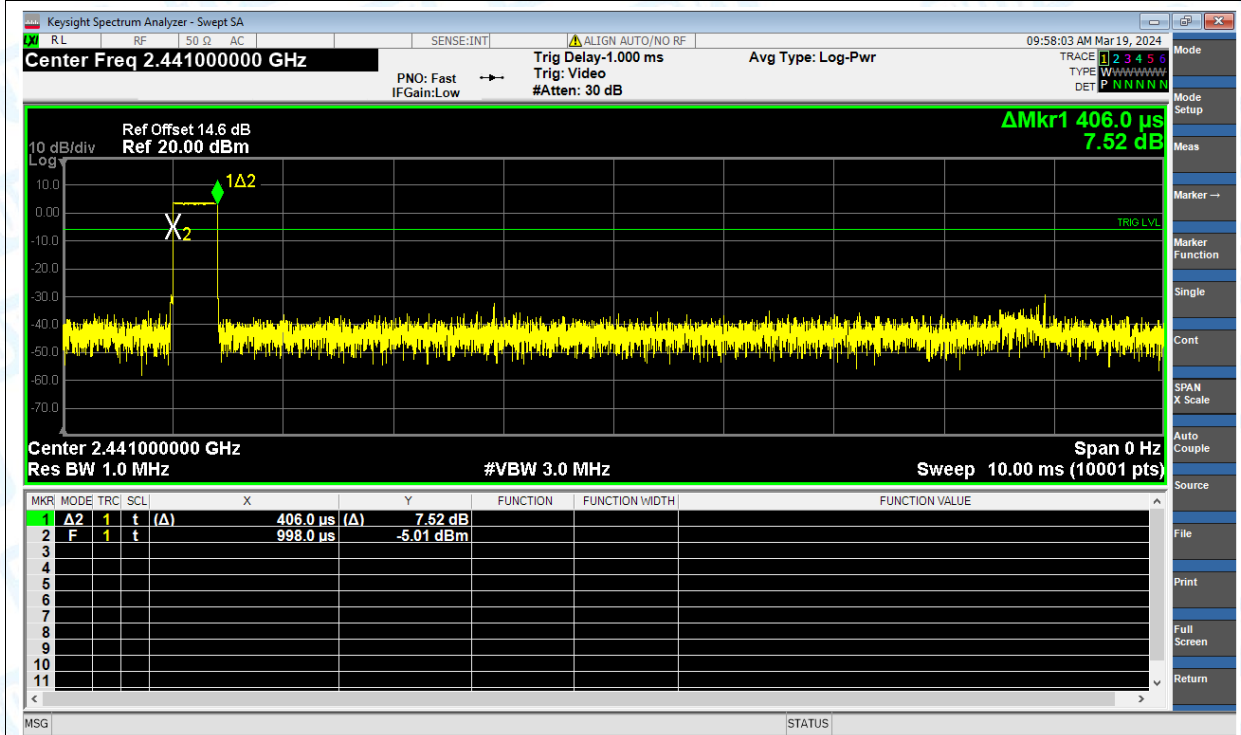 Keysight Spectrum Analyzer - Swept SA
LXI RL RF 50 Ω AC SENSE:INT ALIGN AUTO/NO RF 09:58:03 AM Mar 19, 2024
Center Freq 2.441000000 GHz
PNO: Fast
IFGain:Low
Trig Delay-1.000 ms
Trig: Video
#Atten: 30 dB
Avg Type: Log-Pwr
TRACE 1 2 3 4 5 6
TYPE WWWWWW
DET P N N N N N
ΔMkr1 406.0 µs
7.52 dB
Ref Offset 14.6 dB
10 dB/div Ref 20.00 dBm
Log
10.0
0.00
-10.0
-20.0
-30.0
-40.0
-50.0
-60.0
-70.0
1Δ2
X2
TRIG LVL
Center 2.441000000 GHz Span 0 Hz
Res BW 1.0 MHz #VBW 3.0 MHz Sweep 10.00 ms (10001 pts)
MKR MODE TRC SCL X Y FUNCTION FUNCTION WIDTH FUNCTION VALUE
1 Δ2 1 t (Δ) 406.0 µs (Δ) 7.52 dB
2 F 1 t 998.0 µs -5.01 dBm
3
4
5
6
7
8
9
10
11
MSG STATUS
Mode
Mode
Setup
Meas
Marker →
Marker
Function
Single
Cont
SPAN
X Scale
Auto
Couple
Source
File
Print
Full
Screen
Return